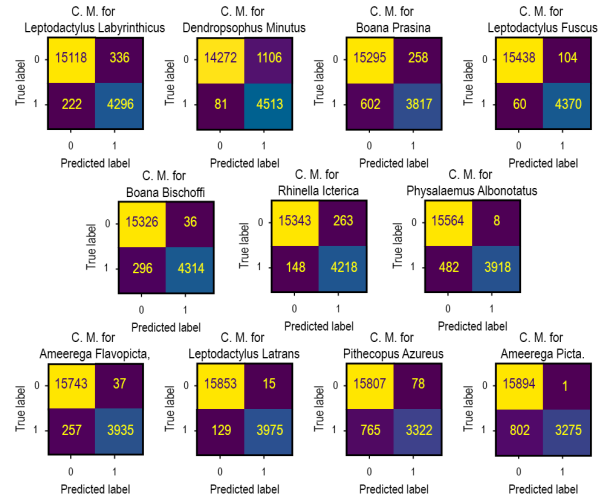 C. M. for
Leptodactylus Labyrinthicus
True label
0
15118
336
1
222
4296
0
1
Predicted label
C. M. for
Dendropsophus Minutus
True label
0
14272
1106
1
81
4513
0
1
Predicted label
C. M. for
Boana Prasina
True label
0
15295
258
1
602
3817
0
1
Predicted label
C. M. for
Leptodactylus Fuscus
True label
0
15438
104
1
60
4370
0
1
Predicted label
C. M. for
Boana Bischoffi
True label
0
15326
36
1
296
4314
0
1
Predicted label
C. M. for
Rhinella Icterica
True label
0
15343
263
1
148
4218
0
1
Predicted label
C. M. for
Physalaemus Albonotatus
True label
0
15564
8
1
482
3918
0
1
Predicted label
C. M. for
Ameerega Flavopicta,
True label
0
15743
37
1
257
3935
0
1
Predicted label
C. M. for
Leptodactylus Latrans
True label
0
15853
15
1
129
3975
0
1
Predicted label
C. M. for
Pithecopus Azureus
True label
0
15807
78
1
765
3322
0
1
Predicted label
C. M. for
Ameerega Picta.
True label
0
15894
1
1
802
3275
0
1
Predicted label